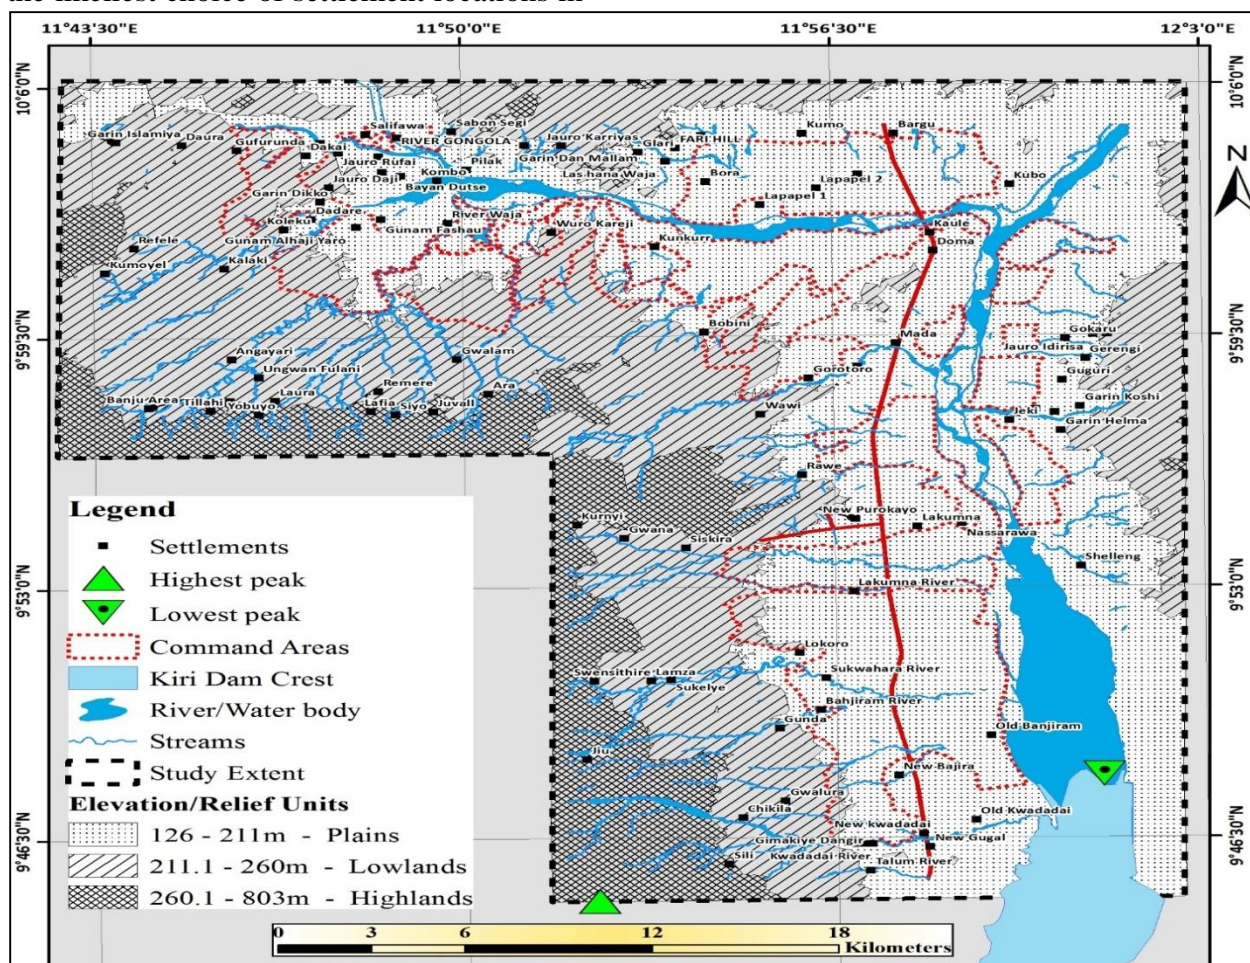 the likeliest choice of settlement locations in
11°43'30"E 11°50'0"E 11°56'30"E 12°3'0"E
10°6'0"N
10°6'0"N
Garin Islamiya
Daura
Gufurunda
Salifawa
RIVER GONGOLA
Sabon Segi
Dakai
Jauro Rufai
Pilak
Jauro Karriyas
Garin Dan Mallam
Glari
FARI HILL
Kumo
Bargu
N
Jauro Daji
Kombo
Bayan Dutse
Las hana Waja
Bora
Lapapel 2
Lapapel 1
Kubo
Garin Dikko
Dadare
Koleku
Gunam Alhaji Yaro
Gunam Fashau
River Waja
Wuro Kareji
Kunkurr
Kaule
Doma
Refele
Kumoyel
Kalaki
9°59'30"N
9°59'30"N
Bobini
Mada
Gokaru
Jauro Idirisa
Gerengi
Guguri
Angayari
Ungwan Fulani
Gwalam
Gorotoro
Banju Area
Tillahi
Yobuyo
Laura
Remere
Lafia
Siyo
Juvall
Ara
Wawi
Jeki
Garin Koshi
Garin Helma
Rawe
Legend
Settlements
Highest peak
Lowest peak
Command Areas
Kiri Dam Crest
River/Water body
Streams
Study Extent
Elevation/Relief Units
126 - 211m - Plains
211.1 - 260m - Lowlands
260.1 - 803m - Highlands
Kurnyi
Gwana
Siskira
New Purokayo
Lakumna
Nassarawa
Shelleng
9°53'0"N
9°53'0"N
Lakumna River
Lokoro
Swensithire
Lamza
Sukelye
Sukwahara River
Bahjiram River
Gunda
Old Banjiram
Jiu
New Bajira
Gwalura
Chikila
Old Kwadadai
New kwadadai
Gimakiye Dangir
New Gugal
9°46'30"N
9°46'30"N
Sili
Kwadadai River
Talum River
0 3 6 12 18
Kilometers